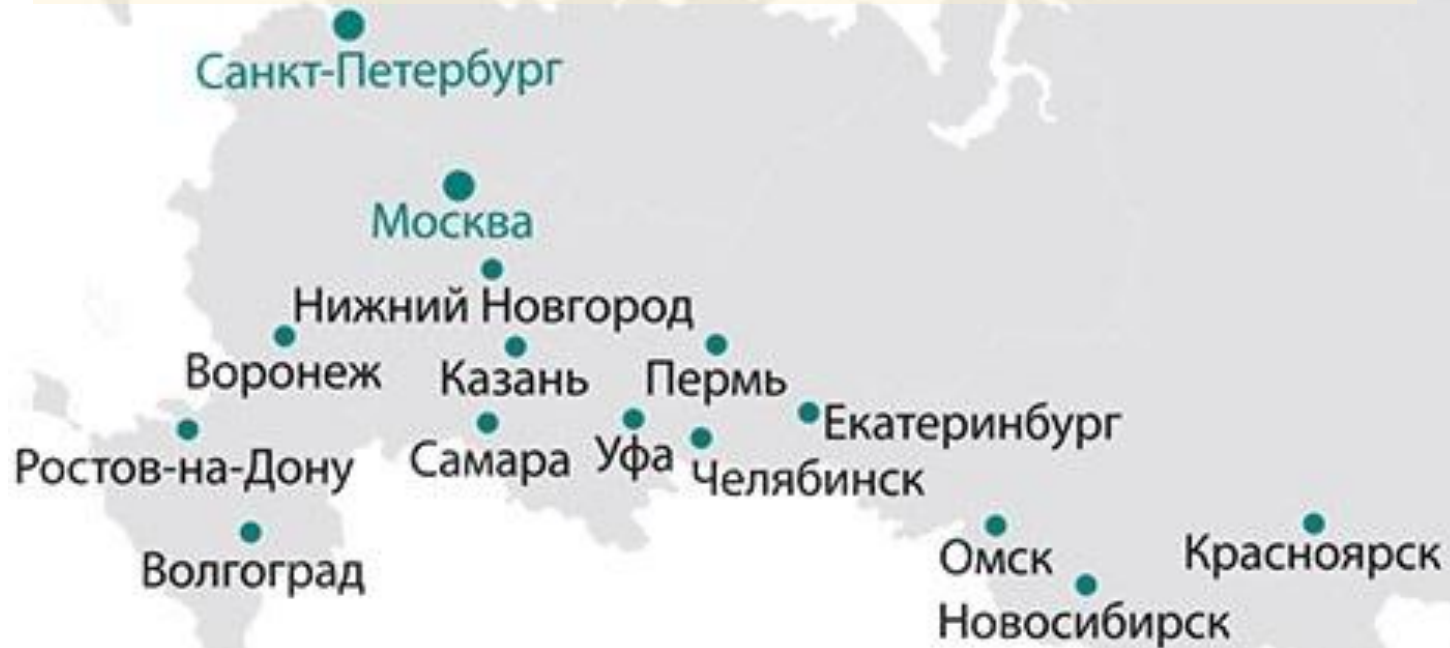 Санкт-Петербург
Москва
Нижний Новгород
Воронеж
Казань
Пермь
Екатеринбург
Ростов-на-Дону
Самара
Уфа
Челябинск
Волгоград
Омск
Красноярск
Новосибирск